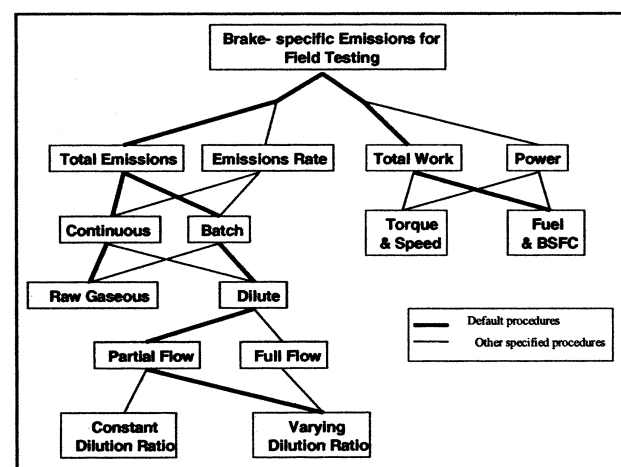 Brake- specific Emissions for
Field Testing
Total Emissions
Emissions Rate
Total Work
Power
Continuous
Batch
Torque
& Speed
Fuel
& BSFC
Raw Gaseous
Dilute
Default procedures
Other specified procedures
Partial Flow
Full Flow
Constant
Dilution Ratio
Varying
Dilution Ratio